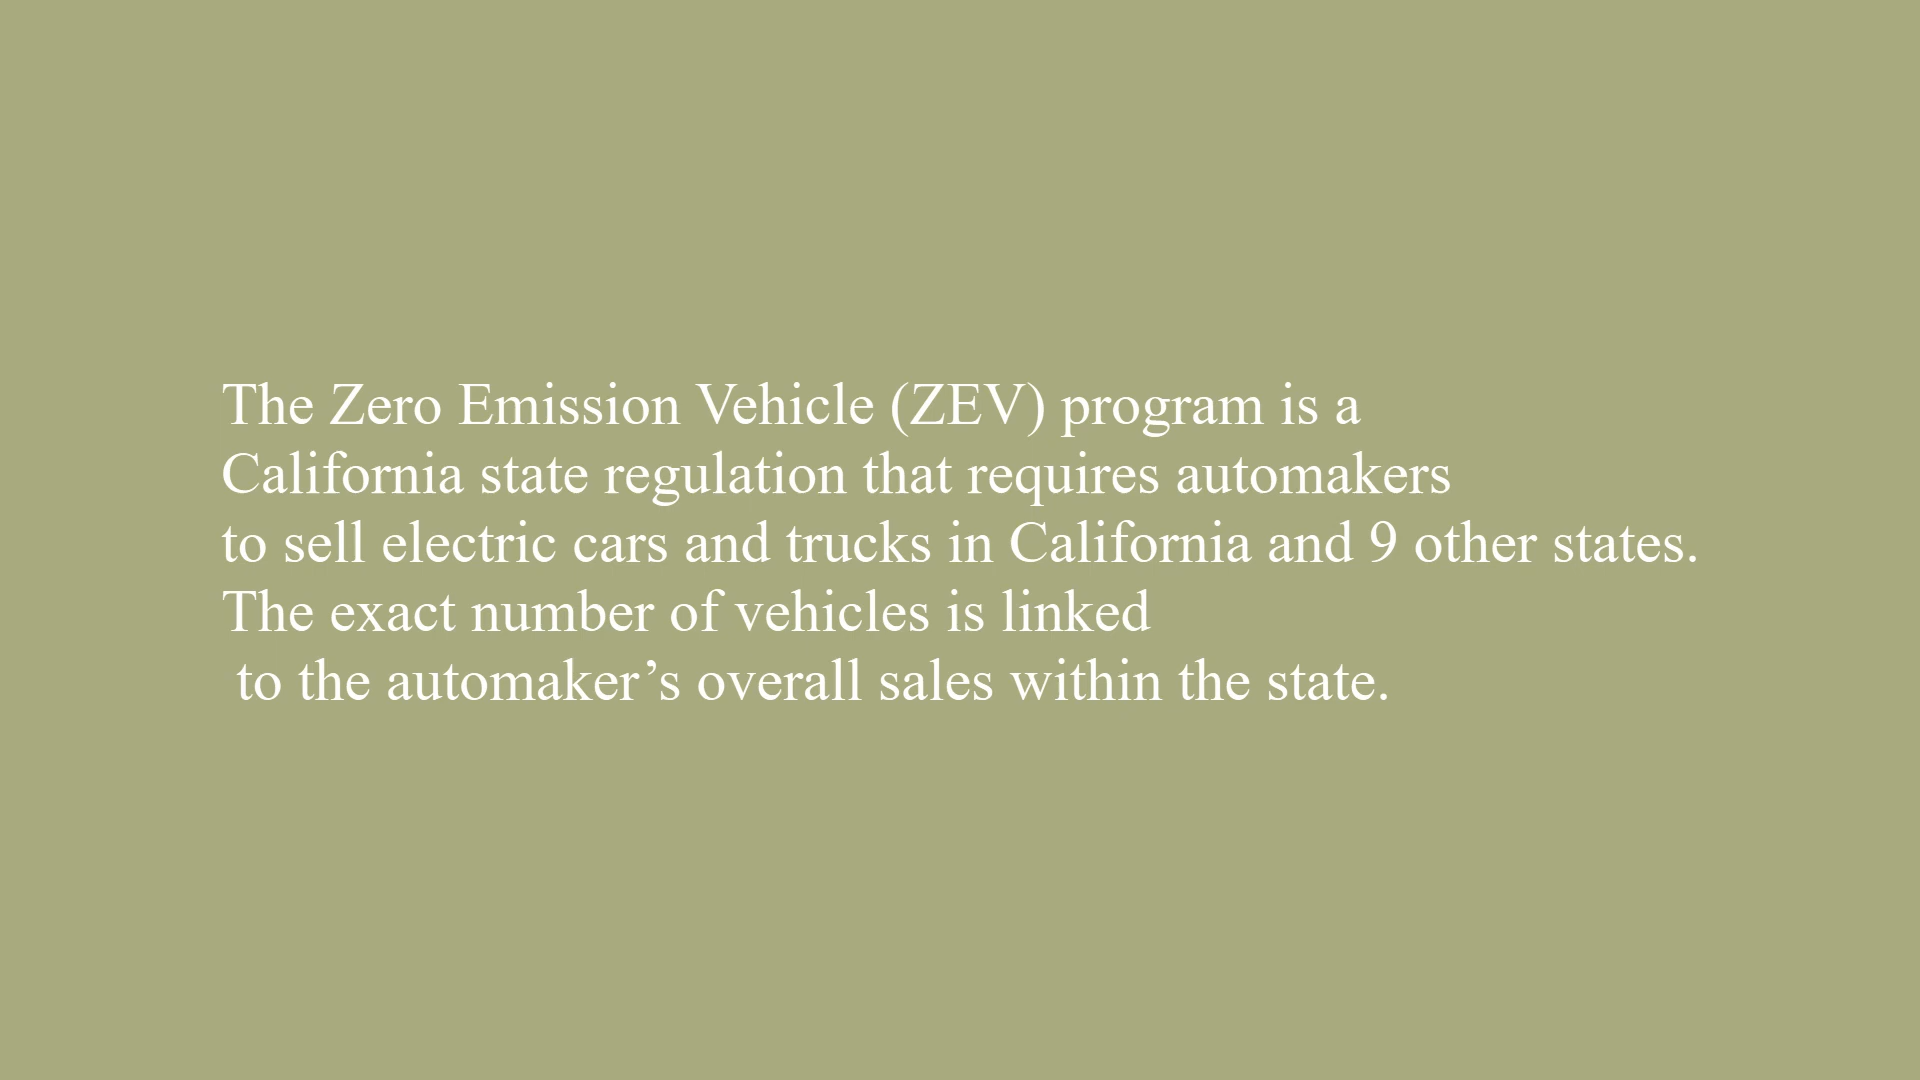 The Zero Emission Vehicle (ZEV) program is a
California state regulation that requires automakers
to sell electric cars and trucks in California and 9 other states.
The exact number of vehicles is linked
to the automaker’s overall sales within the state.